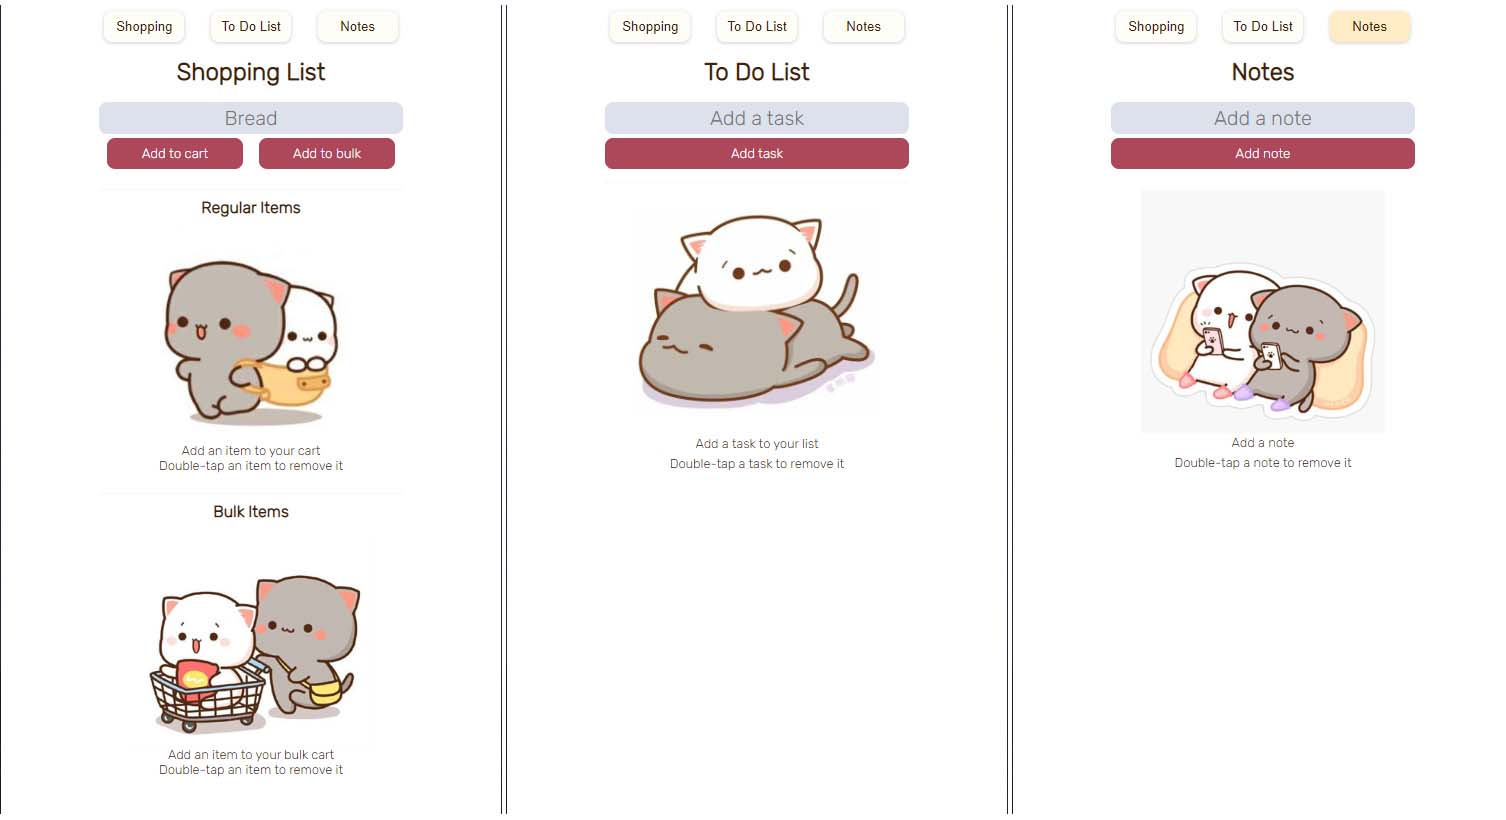 Shopping To Do List Notes
Shopping List
Bread
Add to cart Add to bulk
Regular Items
Add an item to your cart
Double-tap an item to remove it
Bulk Items
Add an item to your bulk cart
Double-tap an item to remove it
Shopping To Do List Notes
To Do List
Add a task
Add task
Add a task to your list
Double-tap a task to remove it
Shopping To Do List Notes
Notes
Add a note
Add note
Add a note
Double-tap a note to remove it